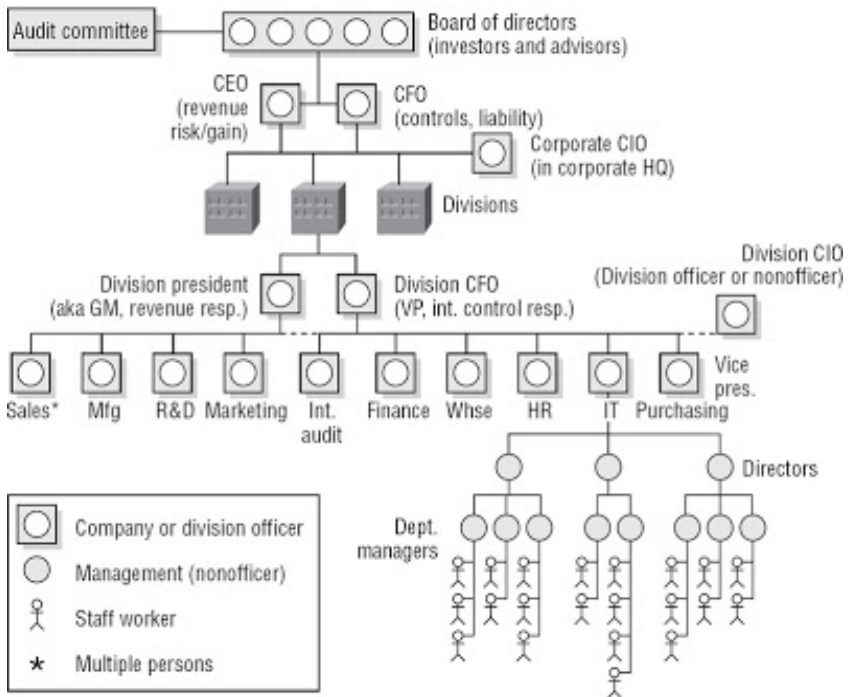 Audit committee
Board of directors
(investors and advisors)
CEO
(revenue
risk/gain)
CFO
(controls, liability)
Corporate CIO
(in corporate HQ)
Divisions
Division president
(aka GM, revenue resp.)
Division CFO
(VP, int. control resp.)
Division CIO
(Division officer or nonofficer)
Sales*
Mfg
R&D
Marketing
Int.
audit
Finance
Whse
HR
IT
Purchasing
Vice
pres.
Directors
Dept.
managers
Company or division officer
Management (nonofficer)
Staff worker
* Multiple persons